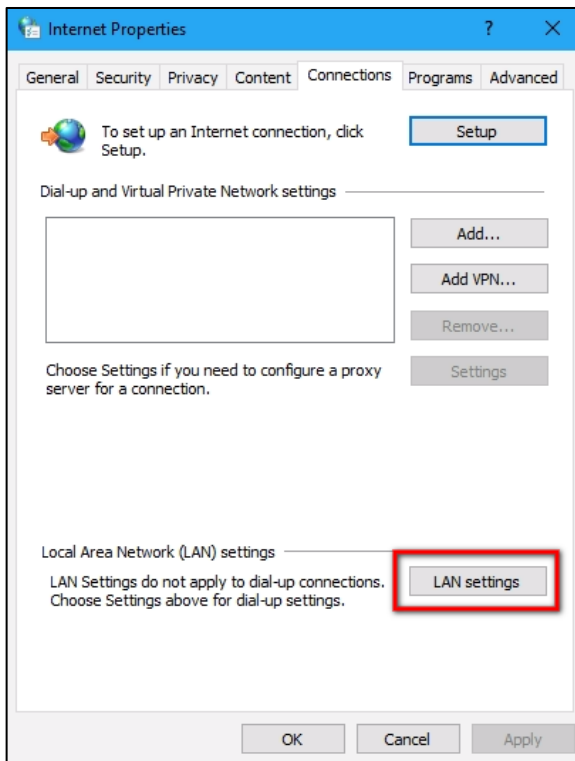 Internet Properties
?
General Security Privacy Content Connections Programs Advanced
To set up an Internet connection, click
Setup.
Setup
Dial-up and Virtual Private Network settings
Add...
Add VPN...
Remove...
Choose Settings if you need to configure a proxy
server for a connection.
Settings
Local Area Network (LAN) settings
LAN Settings do not apply to dial-up connections.
Choose Settings above for dial-up settings.
LAN settings
OK Cancel Apply